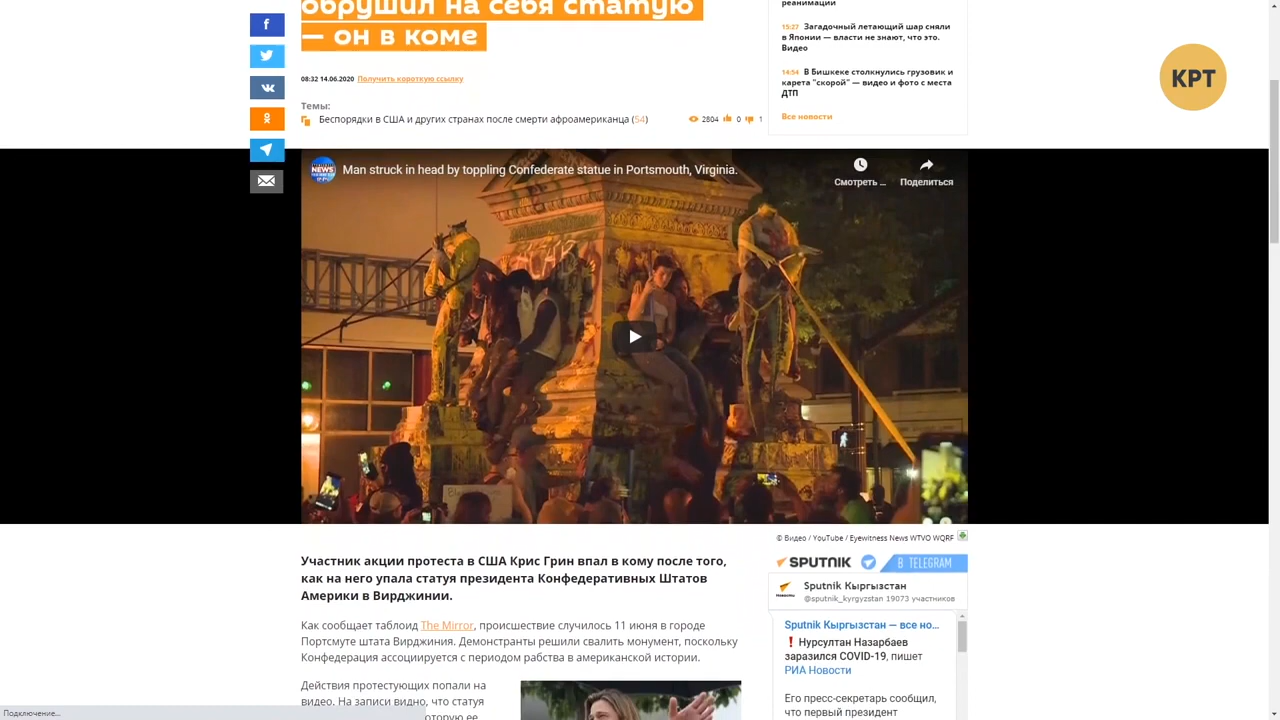 обрушил на себя статую
— он в коме
08:32 14.06.2020 Получить короткую ссылку
Темы:
Беспорядки в США и других странах после смерти афроамериканца (54)
2804 0 1
реанимации
15:27 Загадочный летающий шар сняли
в Японии — власти не знают, что это.
Видео
14:54 В Бишкеке столкнулись грузовик и
карета "скорой" — видео и фото с места
ДТП
Все новости
КРТ
NEWS
Man struck in head by toppling Confederate statue in Portsmouth, Virginia.
Смотреть ...
Поделиться
© Видео / YouTube / Eyewitness News WTVO WQRF
Участник акции протеста в США Крис Грин впал в кому после того,
как на него упала статуя президента Конфедеративных Штатов
Америки в Вирджинии.
Как сообщает таблоид The Mirror, происшествие случилось 11 июня в городе
Портсмуте штата Вирджиния. Демонстранты решили свалить монумент, поскольку
Конфедерация ассоциируется с периодом рабства в американской истории.
Действия протестующих попали на
видео. На записи видно, что статуя
оторую ее
SPUTNIK В TELEGRAM
Sputnik Кыргызстан
@sputnik_kyrgyzstan 19073 участников
Sputnik Кыргызстан — все но...
❗ Нурсултан Назарбаев
заразился COVID-19, пишет
РИА Новости
Его пресс-секретарь сообщил,
что первый президент
Подключение...